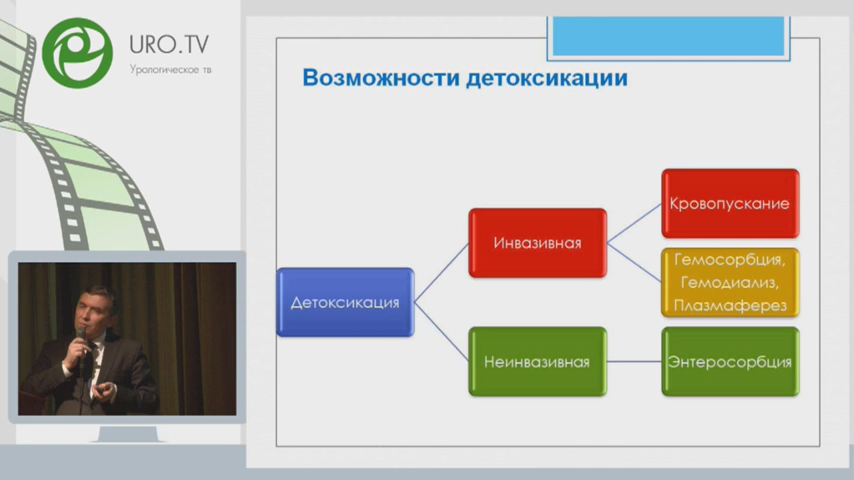 URO.TV
Урологическое тв
Возможности детоксикации
Кровопускание
Инвазивная
Гемосорбция,
Гемодиализ,
Плазмаферез
Детоксикация
Неинвазивная
Энтеросорбция